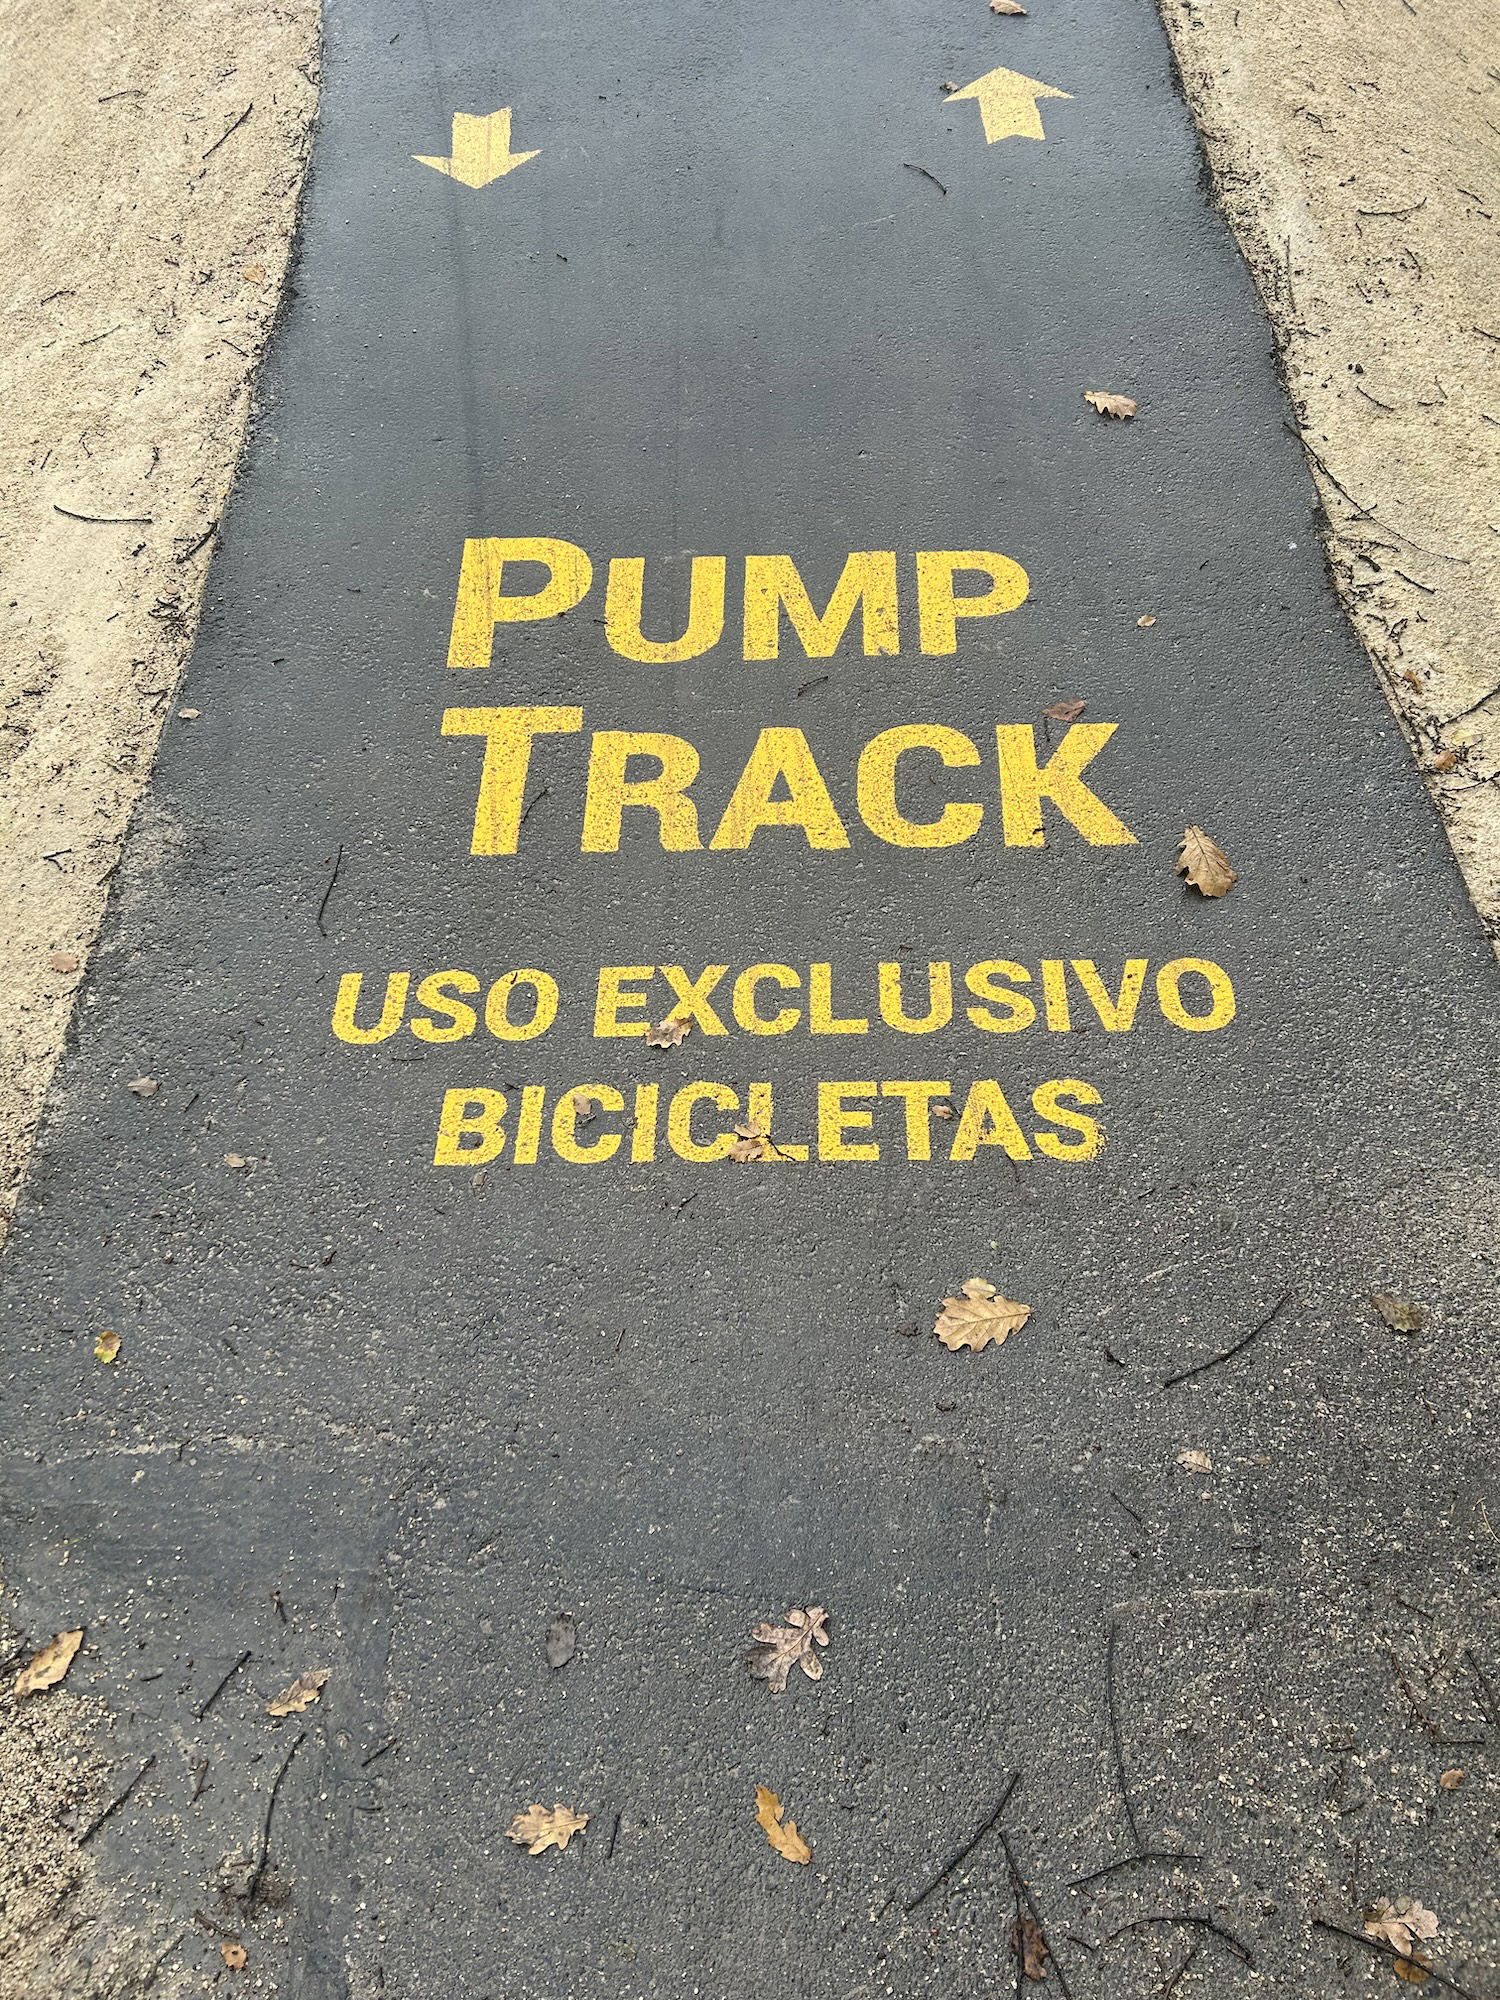 PUMP
TRACK
USO EXCLUSIVO
BICICLETAS